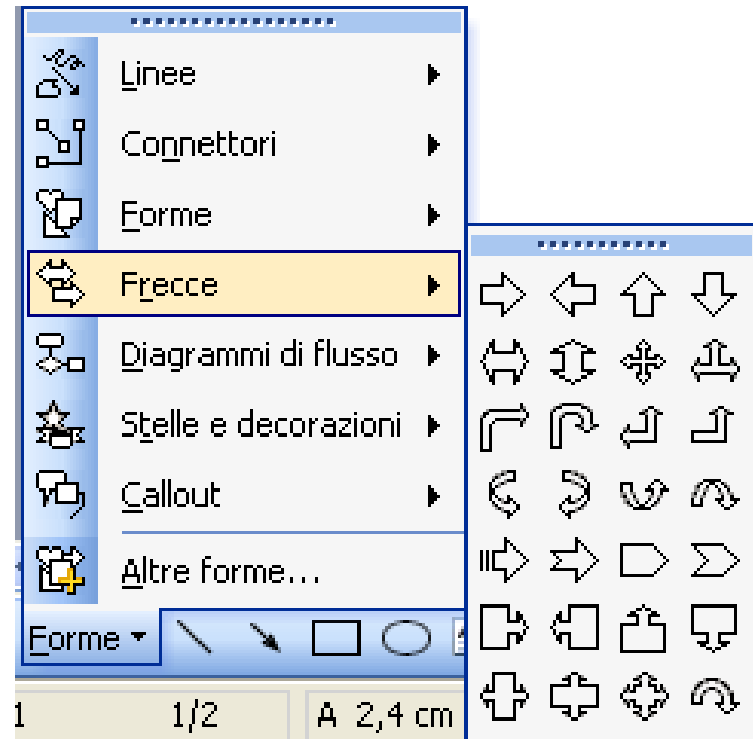 Linee
Connettori
Forme
Frecce
Diagrammi di flusso
Stelle e decorazioni
Callout
Altre forme...
Forme
1 1/2 A 2,4 cm